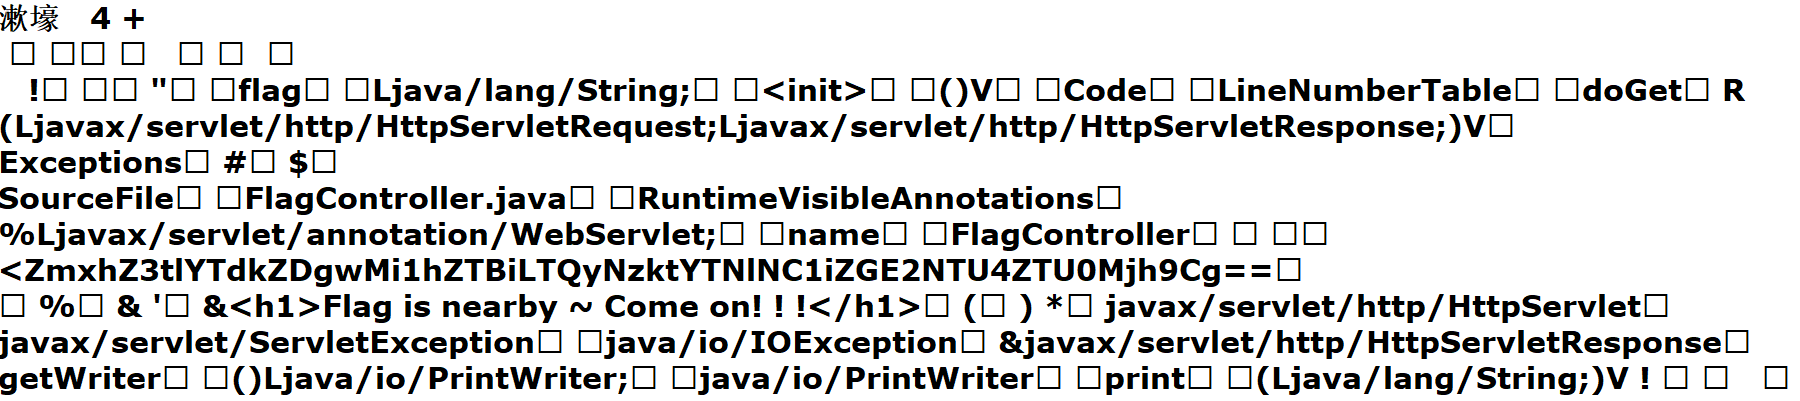 漱壕 4 +
□ □□ □ □ □ □
!□ □□ "□ □flag□ □Ljava/lang/String;□ □<init>□ □()V□ □Code□ □LineNumberTable□ □doGet□ R
(Ljavax/servlet/http/HttpServletRequest;Ljavax/servlet/http/HttpServletResponse;)V□
Exceptions□ #□ $□
SourceFile□ □FlagController.java□ □RuntimeVisibleAnnotations□
%Ljavax/servlet/annotation/WebServlet;□ □name□ □FlagController□ □ □□
<ZmxhZ3tlYTdkZDgwMi1hZTBiLTQyNzktYTNlNC1iZGE2NTU4ZTU0Mjh9Cg==□
□ %□ & '□ &<h1>Flag is nearby ~ Come on! ! !</h1>□ (□ ) *□ javax/servlet/http/HttpServlet□
javax/servlet/ServletException□ □java/io/IOException□ &javax/servlet/http/HttpServletResponse□
getWriter□ □()Ljava/io/PrintWriter;□ □java/io/PrintWriter□ □print□ □(Ljava/lang/String;)V ! □ □ □